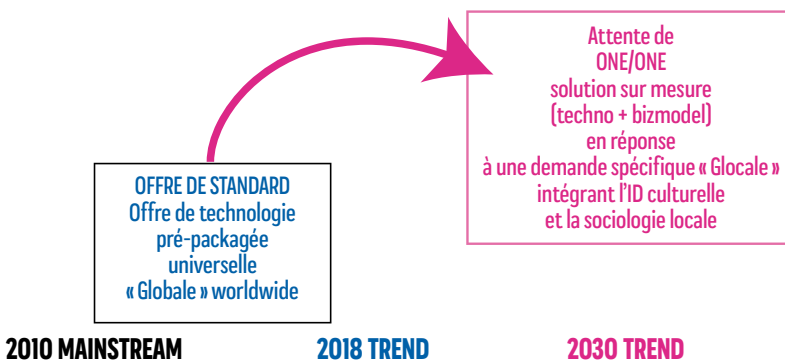 Attente de
ONE/ONE
solution sur mesure
(techno + bizmodel)
en réponse
à une demande spécifique « Glocale »
intégrant l'ID culturelle
et la sociologie locale
OFFRE DE STANDARD
Offre de technologie
pré-packagée
universelle
« Globale » worldwide
2010 MAINSTREAM 2018 TREND 2030 TREND